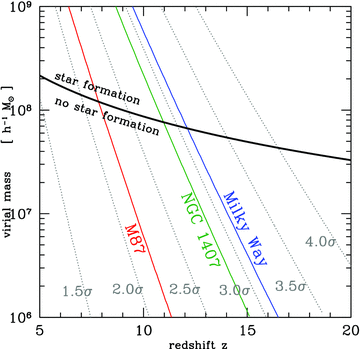 10⁹
10⁸
10⁷
10⁶
virial mass [ h⁻¹ M☉ ]
star formation
no star formation
M87
NGC 1407
Milky Way
1.5σ
2.0σ
2.5σ
3.0σ
3.5σ
4.0σ
5 10 15 20
redshift z